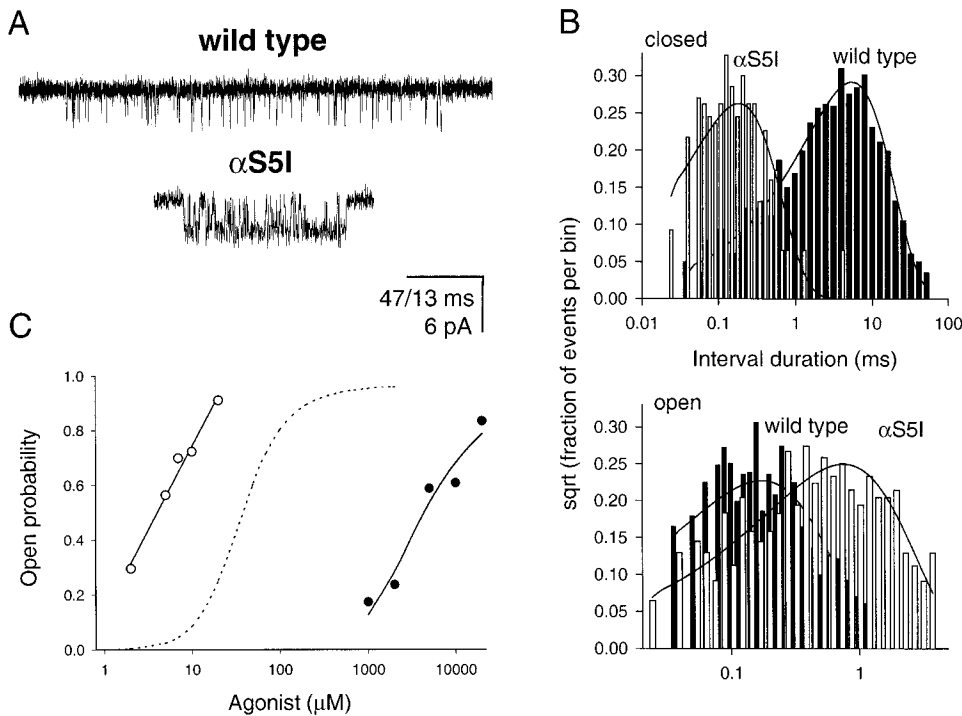 A
wild type
αS5I
47/13 ms
6 pA
B
closed
αS5I
wild type
0.30
0.25
0.20
0.15
0.10
0.05
0.00
0.01
0.1
1
10
100
Interval duration (ms)
sqrt (fraction of events per bin)
open
wild type
αS5I
0.30
0.25
0.20
0.15
0.10
0.05
0.00
0.1
1
C
1.0
0.8
0.6
0.4
0.2
0.0
Open probability
1
10
100
1000
10000
Agonist (μM)